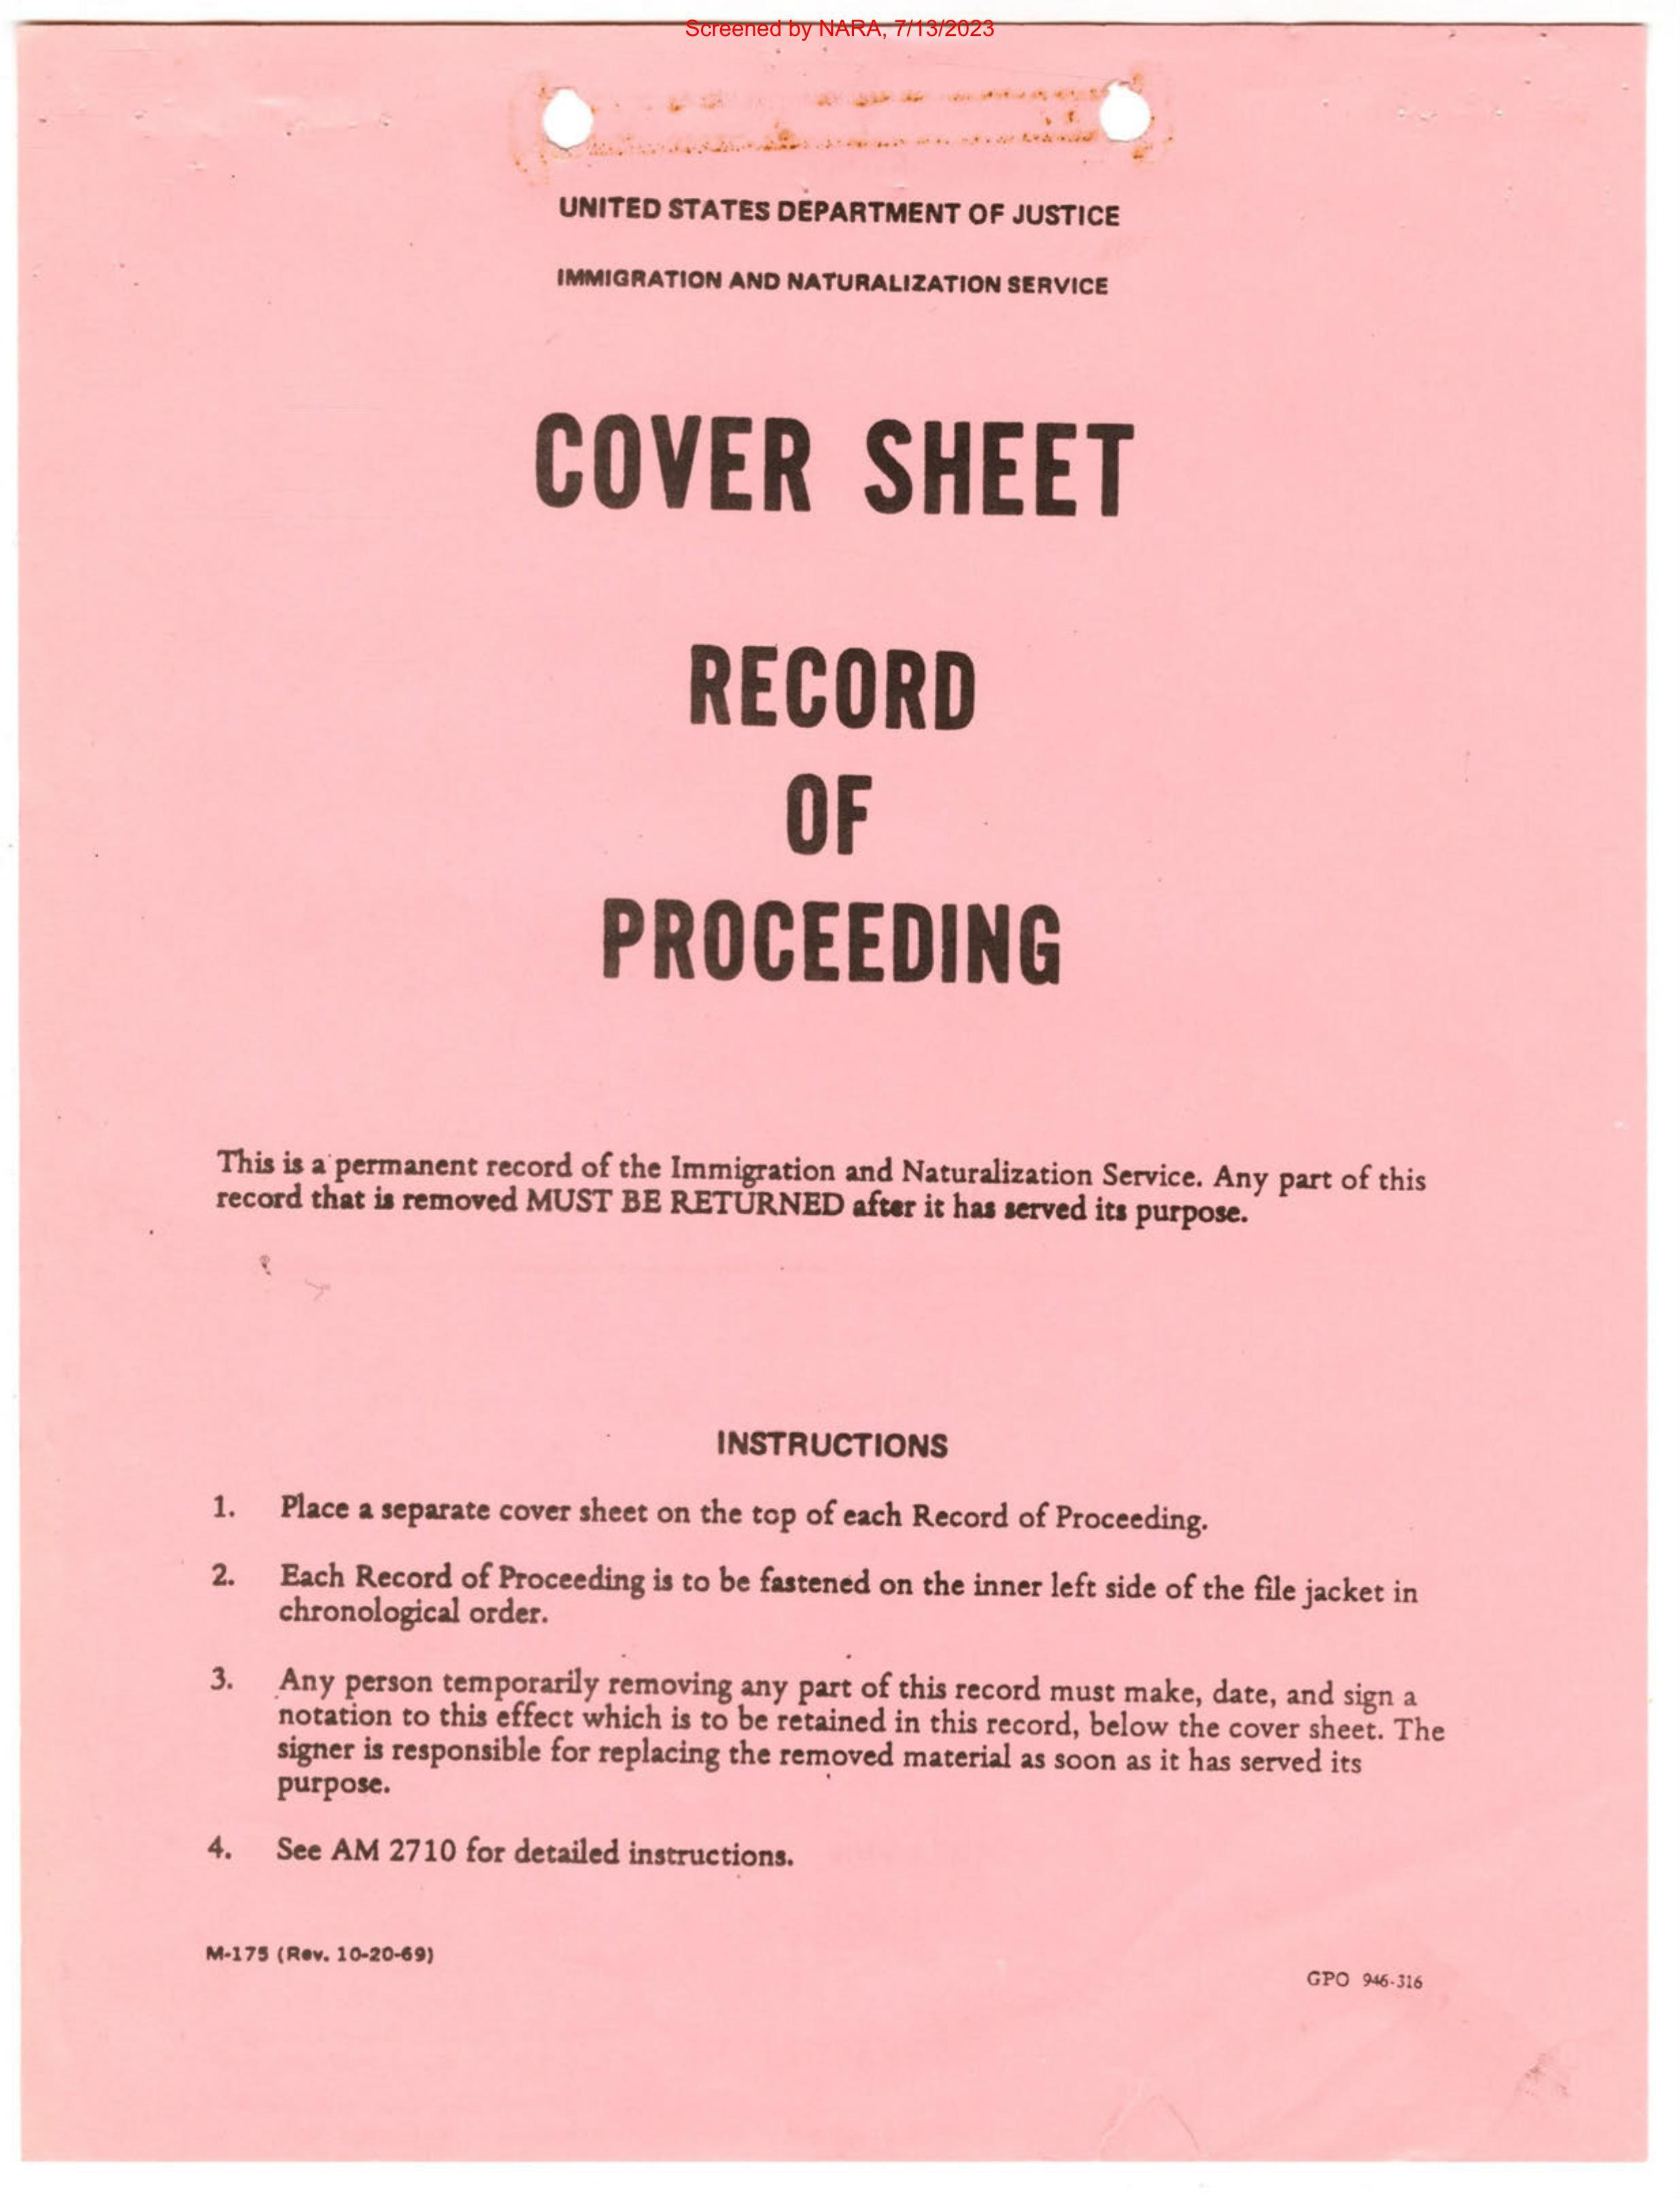 Screened by NARA, 7/13/2023
UNITED STATES DEPARTMENT OF JUSTICE
IMMIGRATION AND NATURALIZATION SERVICE
COVER SHEET
RECORD
OF
PROCEEDING
This is a permanent record of the Immigration and Naturalization Service. Any part of this
record that is removed MUST BE RETURNED after it has served its purpose.
INSTRUCTIONS
1. Place a separate cover sheet on the top of each Record of Proceeding.
2. Each Record of Proceeding is to be fastened on the inner left side of the file jacket in
chronological order.
3. Any person temporarily removing any part of this record must make, date, and sign a
notation to this effect which is to be retained in this record, below the cover sheet. The
signer is responsible for replacing the removed material as soon as it has served its
purpose.
4. See AM 2710 for detailed instructions.
M-175 (Rev. 10-20-69)
GPO 946-316